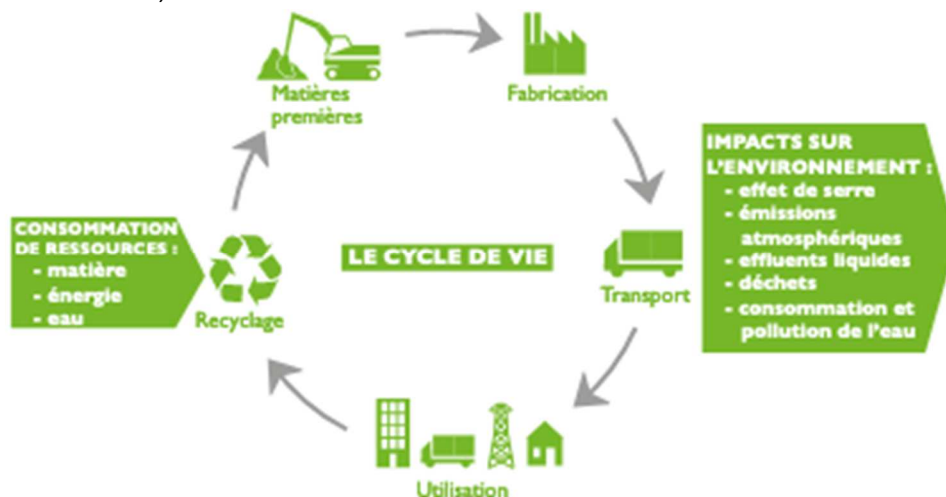 Matières
premières
Fabrication
IMPACTS SUR
L'ENVIRONNEMENT :
- effet de serre
- émissions
atmosphériques
- effluents liquides
- déchets
- consommation et
pollution de l'eau
CONSOMMATION
DE RESSOURCES :
- matière
- énergie
- eau
LE CYCLE DE VIE
Transport
Recyclage
Utilisation